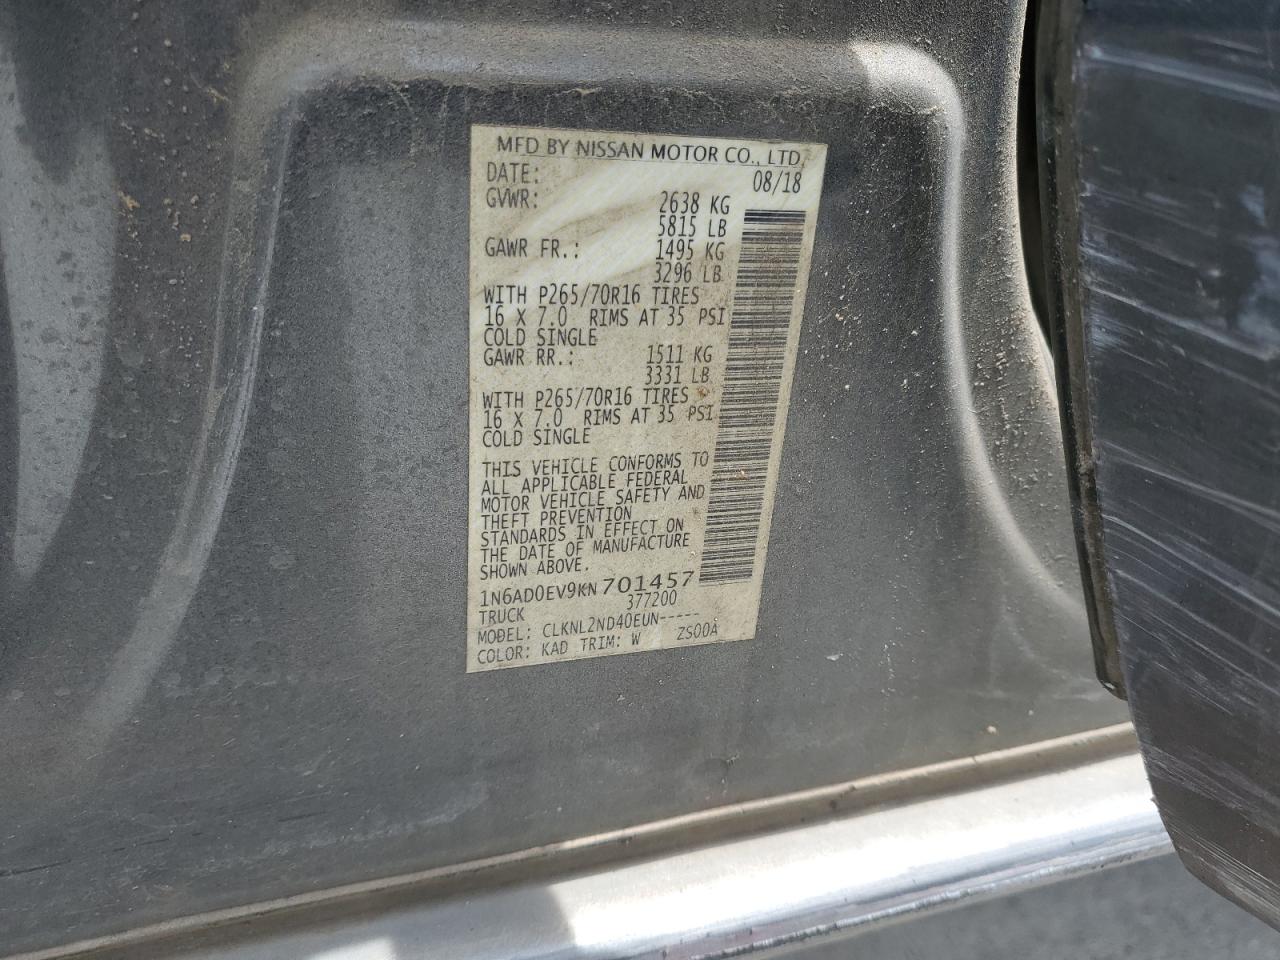 MFD BY NISSAN MOTOR CO., LTD.
DATE: 08/18
GVWR: 2638 KG
5815 LB
GAWR FR.: 1495 KG
3296 LB
WITH P265/70R16 TIRES
16 X 7.0 RIMS AT 35 PSI
COLD SINGLE
GAWR RR.: 1511 KG
3331 LB
WITH P265/70R16 TIRES
16 X 7.0 RIMS AT 35 PSI
COLD SINGLE
THIS VEHICLE CONFORMS TO
ALL APPLICABLE FEDERAL
MOTOR VEHICLE SAFETY AND
THEFT PREVENTION
STANDARDS IN EFFECT ON
THE DATE OF MANUFACTURE
SHOWN ABOVE.
1N6AD0EV9KN701457
TRUCK 377200
MODEL: CLKNL2ND40EUN-----
COLOR: KAD TRIM: W ZS00A